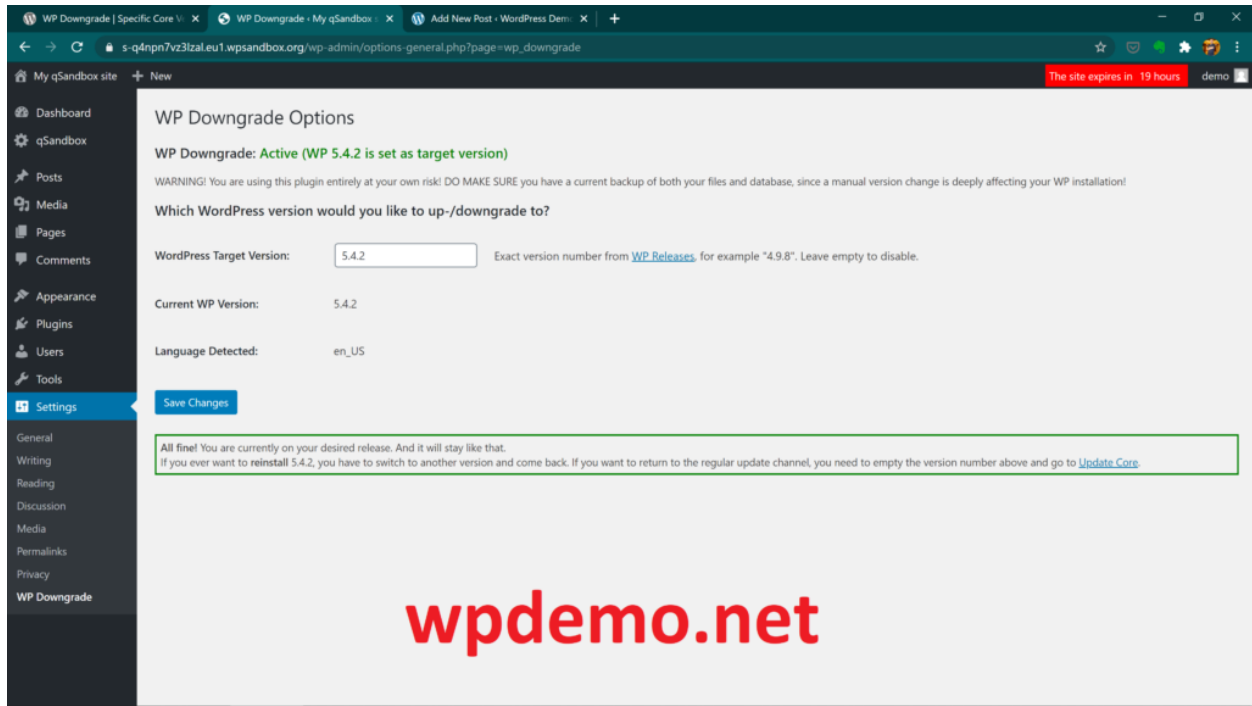 WP Downgrade | Specific Core V
WP Downgrade ‹ My qSandbox s
Add New Post ‹ WordPress Demo
s-q4npn7vz3lzal.eu1.wpsandbox.org/wp-admin/options-general.php?page=wp_downgrade
My qSandbox site + New
The site expires in 19 hours demo
Dashboard
qSandbox
Posts
Media
Pages
Comments
Appearance
Plugins
Users
Tools
Settings
General
Writing
Reading
Discussion
Media
Permalinks
Privacy
WP Downgrade
WP Downgrade Options
WP Downgrade: Active (WP 5.4.2 is set as target version)
WARNING! You are using this plugin entirely at your own risk! DO MAKE SURE you have a current backup of both your files and database, since a manual version change is deeply affecting your WP installation!
Which WordPress version would you like to up-/downgrade to?
WordPress Target Version: 5.4.2 Exact version number from WP Releases, for example "4.9.8". Leave empty to disable.
Current WP Version: 5.4.2
Language Detected: en_US
Save Changes
All fine! You are currently on your desired release. And it will stay like that.
If you ever want to reinstall 5.4.2, you have to switch to another version and come back. If you want to return to the regular update channel, you need to empty the version number above and go to Update Core.
wpdemo.net